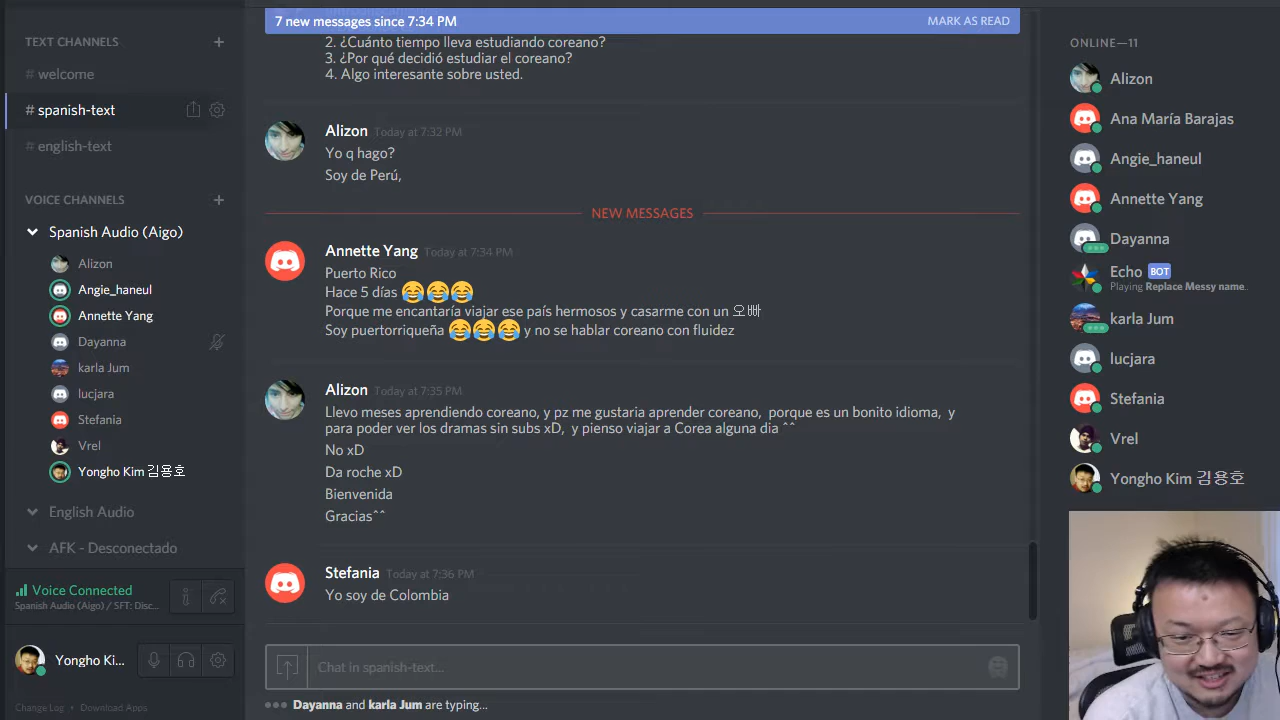 TEXT CHANNELS
# welcome
# spanish-text
# english-text
VOICE CHANNELS
Spanish Audio (Aigo)
Alizon
Angie_haneul
Annette Yang
Dayanna
karla Jum
lucjara
Stefania
Vrel
Yongho Kim 김용호
English Audio
AFK - Desconectado
Voice Connected
Spanish Audio (Aigo) / SFT: Disc...
Yongho Ki...
Change Log • Download Apps
7 new messages since 7:34 PM MARK AS READ
2. ¿Cuánto tiempo lleva estudiando coreano?
3. ¿Por qué decidió estudiar el coreano?
4. Algo interesante sobre usted.
Alizon Today at 7:32 PM
Yo q hago?
Soy de Perú,
NEW MESSAGES
Annette Yang Today at 7:34 PM
Puerto Rico
Hace 5 días 😂😂😂
Porque me encantaría viajar ese país hermosos y casarme con un 오빠
Soy puertorriqueña 😂😂😂 y no se hablar coreano con fluidez
Alizon Today at 7:35 PM
Llevo meses aprendiendo coreano, y pz me gustaria aprender coreano, porque es un bonito idioma, y
para poder ver los dramas sin subs xD, y pienso viajar a Corea alguna dia ^^
No xD
Da roche xD
Bienvenida
Gracias^^
Stefania Today at 7:36 PM
Yo soy de Colombia
Chat in spanish-text...
Dayanna and karla Jum are typing...
ONLINE—11
Alizon
Ana María Barajas
Angie_haneul
Annette Yang
Dayanna
Echo BOT
Playing Replace Messy name..
karla Jum
lucjara
Stefania
Vrel
Yongho Kim 김용호